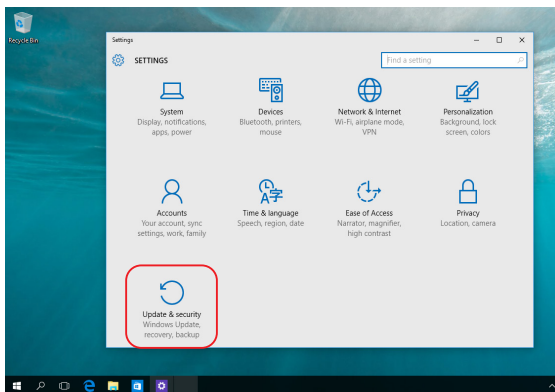 Recycle Bin
Settings
SETTINGS
Find a setting
System
Display, notifications,
apps, power
Devices
Bluetooth, printers,
mouse
Network & Internet
Wi-Fi, airplane mode,
VPN
Personalization
Background, lock
screen, colors
Accounts
Your account, sync
settings, work, family
Time & language
Speech, region, date
Ease of Access
Narrator, magnifier,
high contrast
Privacy
Location, camera
Update & security
Windows Update,
recovery, backup